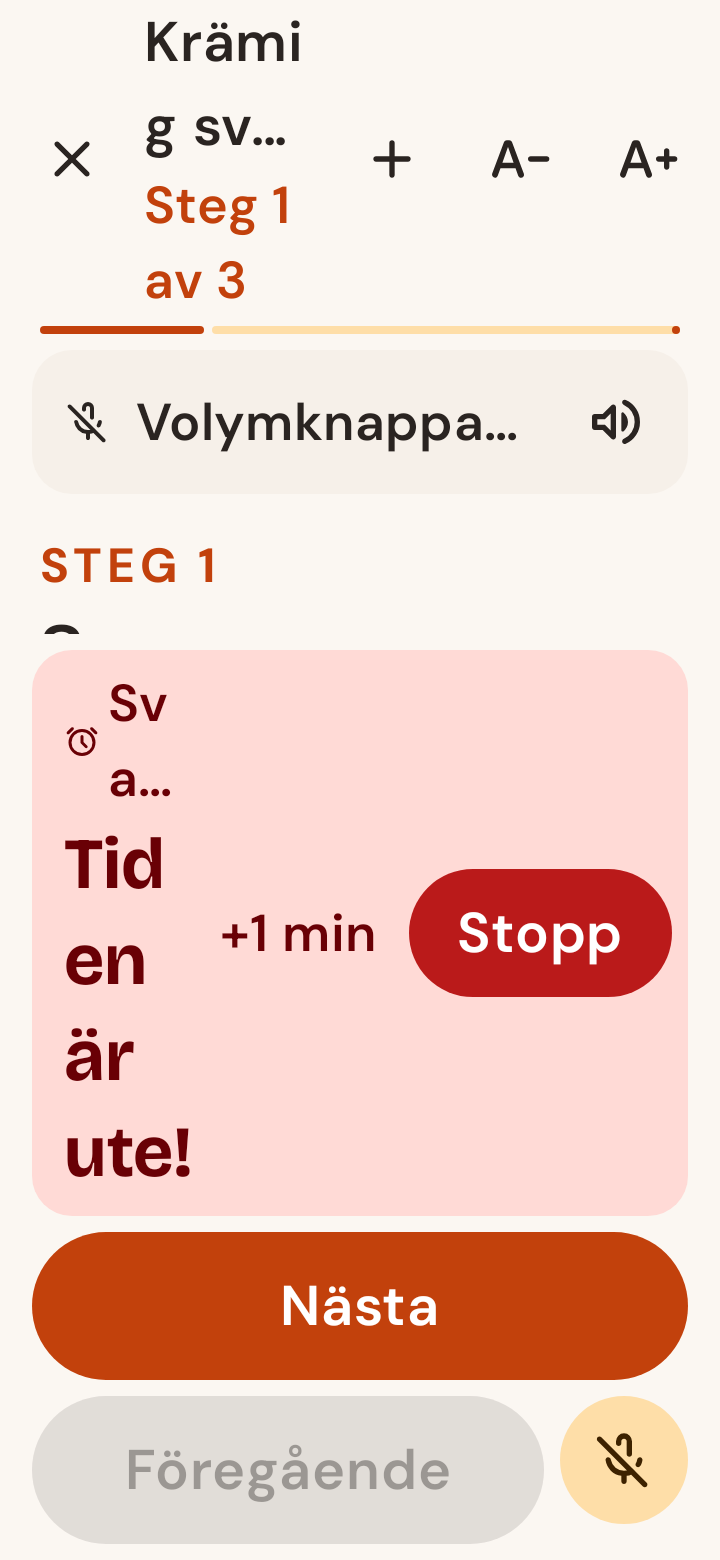 Krämi
g sv...
Steg 1
av 3
A-
A+
Volymknappa...
STEG 1
Sv
a...
Tid
en
är
ute!
+1 min
Stopp
Nästa
Föregående